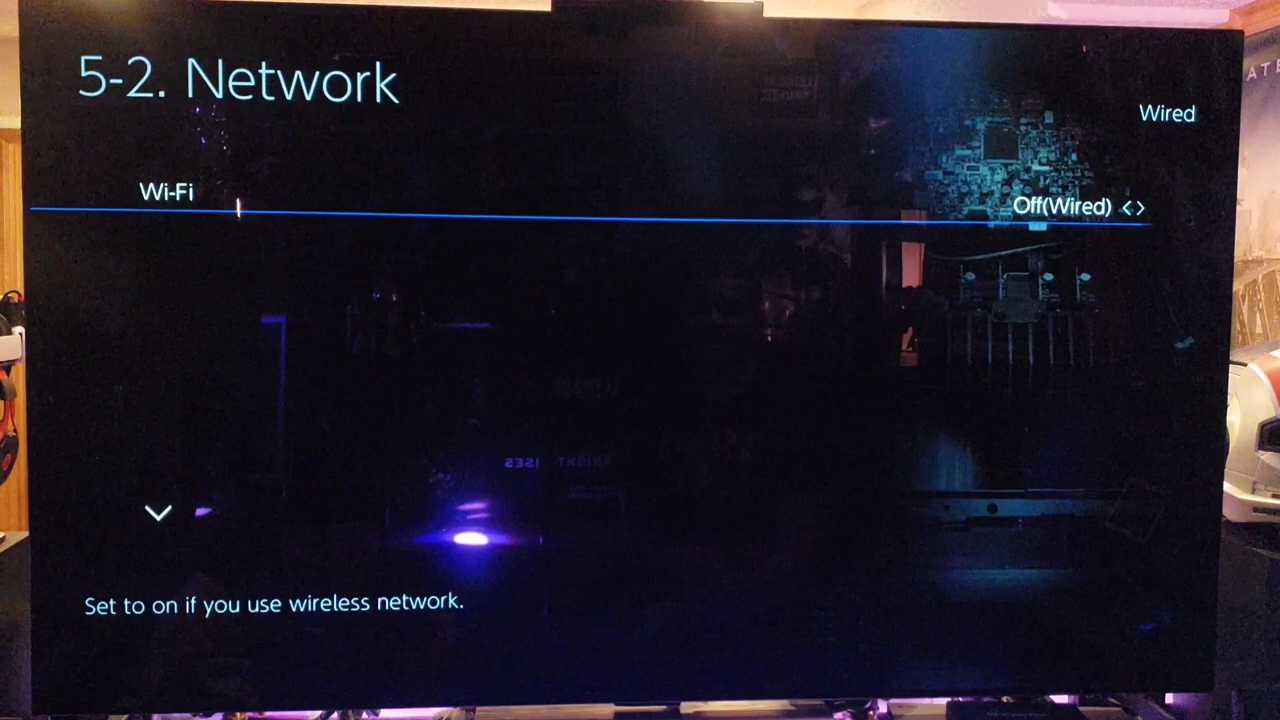 5-2. Network
Wired
Wi-Fi
Off(Wired) <>
Set to on if you use wireless network.